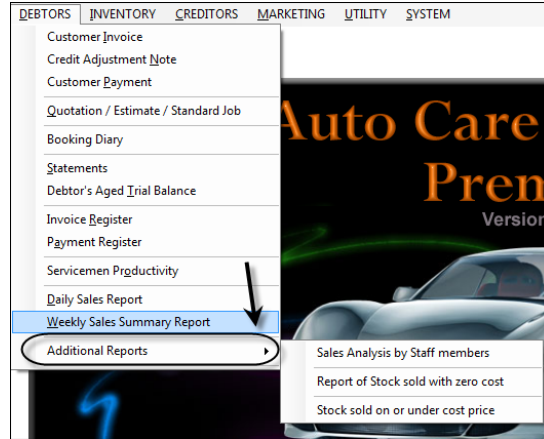 DEBTORS INVENTORY CREDITORS MARKETING UTILITY SYSTEM
Customer Invoice
Credit Adjustment Note
Customer Payment
Quotation / Estimate / Standard Job
Booking Diary
Statements
Debtor's Aged Trial Balance
Invoice Register
Payment Register
Servicemen Productivity
Daily Sales Report
Weekly Sales Summary Report
Additional Reports
Sales Analysis by Staff members
Report of Stock sold with zero cost
Stock sold on or under cost price
Auto Care
Prem
Version